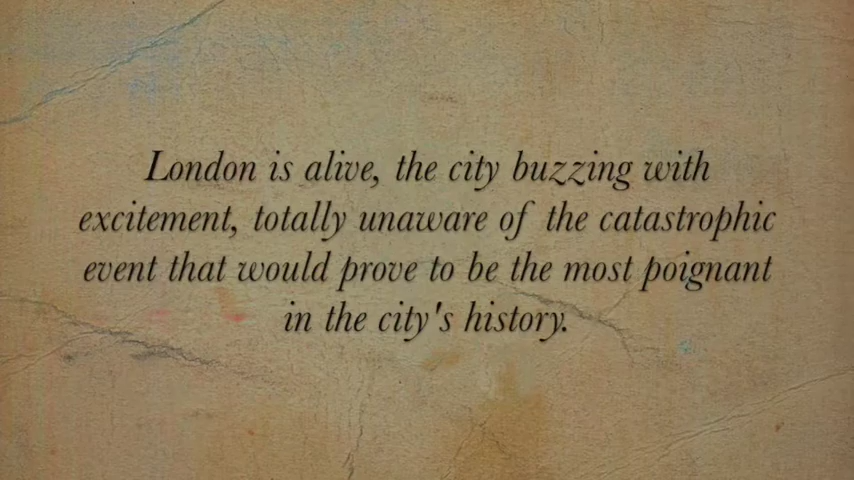 London is alive, the city buzzing with
excitement, totally unaware of the catastrophic
event that would prove to be the most poignant
in the city's history.